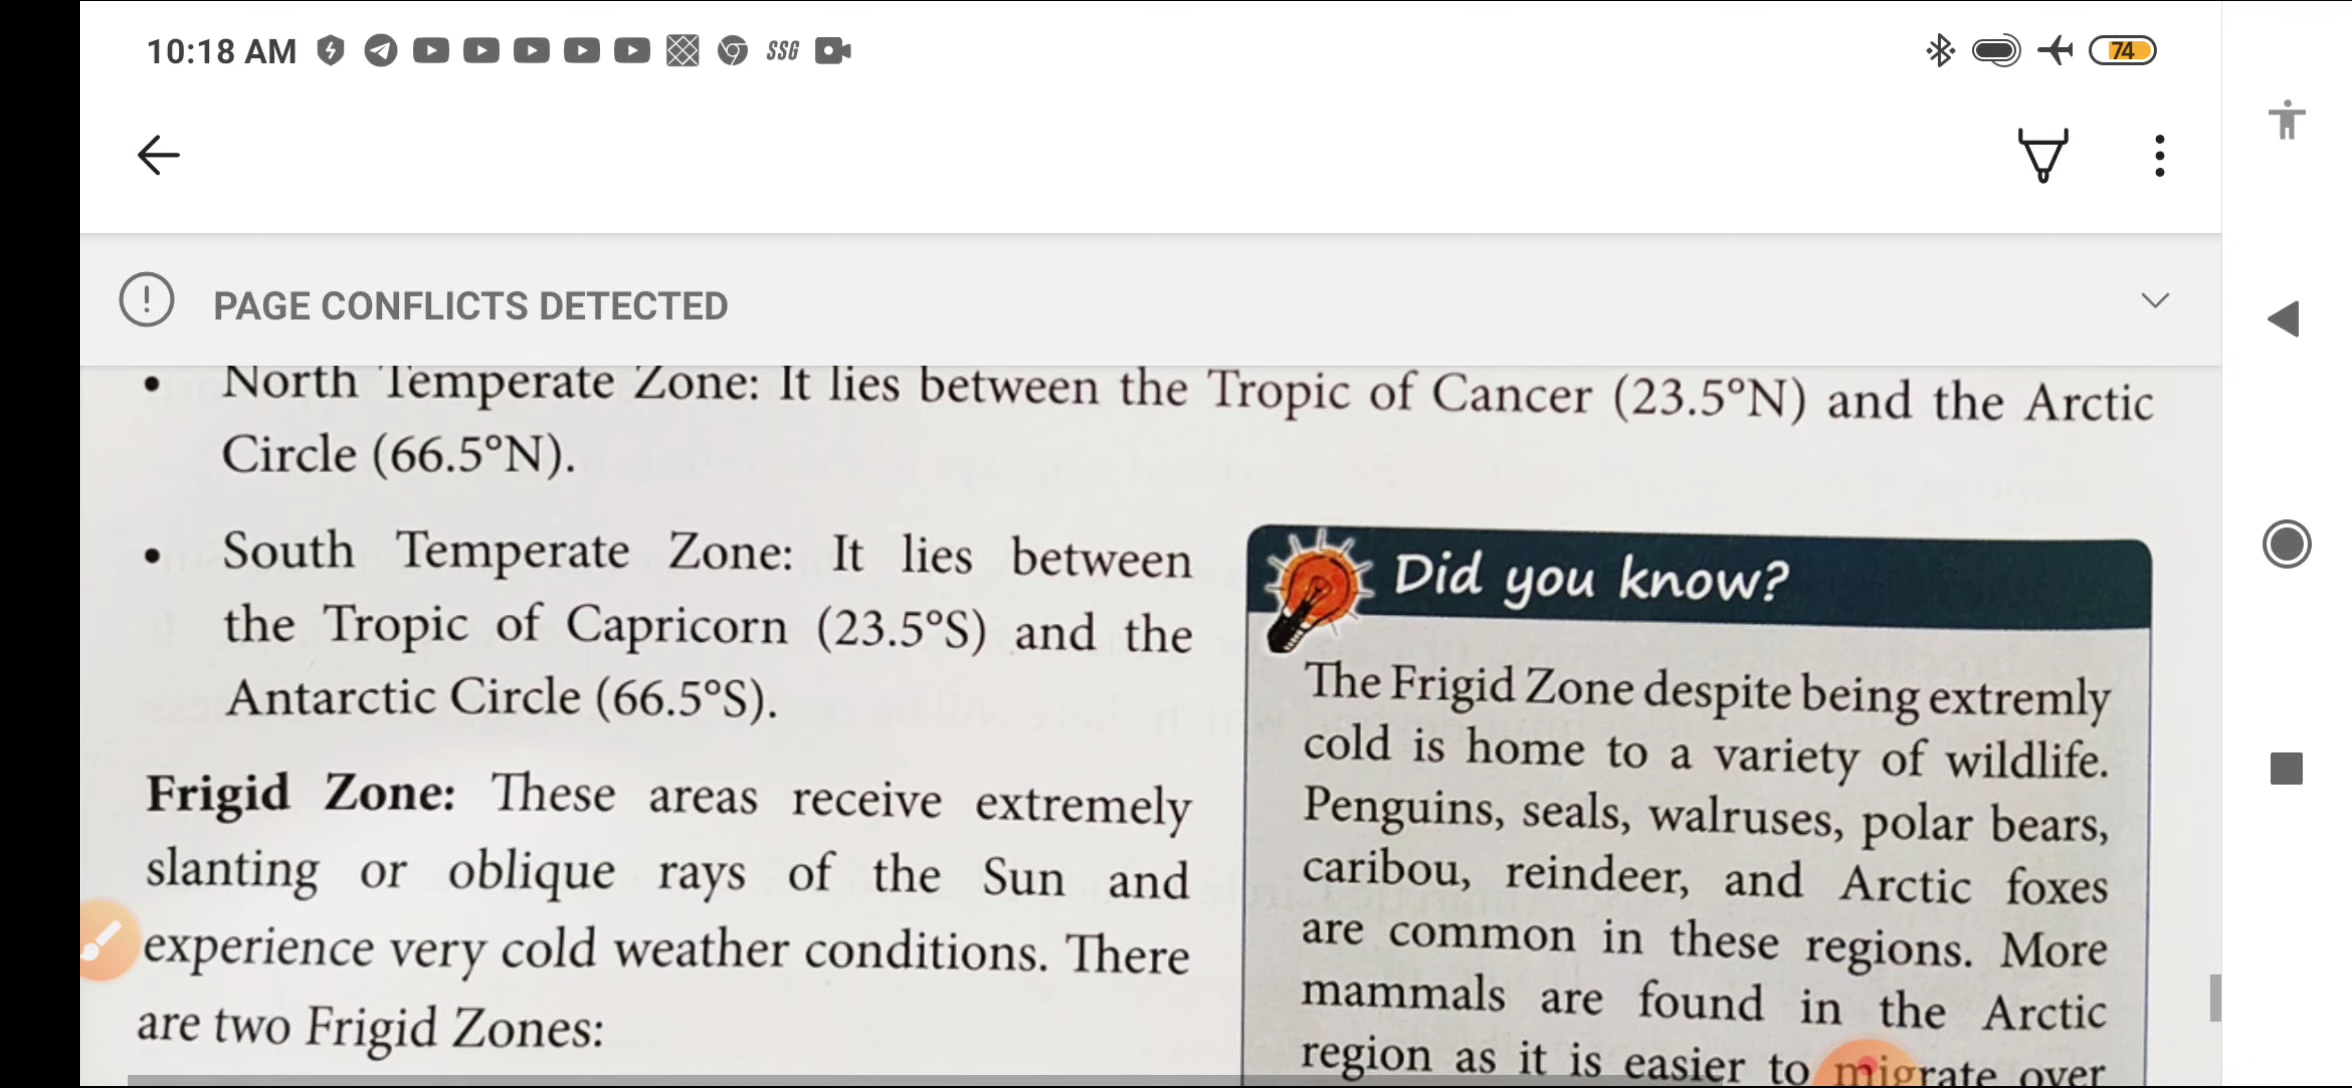 10:18 AM SSG 74
PAGE CONFLICTS DETECTED
• North Temperate Zone: It lies between the Tropic of Cancer (23.5°N) and the Arctic
Circle (66.5°N).
• South Temperate Zone: It lies between
the Tropic of Capricorn (23.5°S) and the
Antarctic Circle (66.5°S).
Frigid Zone: These areas receive extremely
slanting or oblique rays of the Sun and
experience very cold weather conditions. There
are two Frigid Zones:
Did you know?
The Frigid Zone despite being extremly
cold is home to a variety of wildlife.
Penguins, seals, walruses, polar bears,
caribou, reindeer, and Arctic foxes
are common in these regions. More
mammals are found in the Arctic
region as it is easier to migrate over